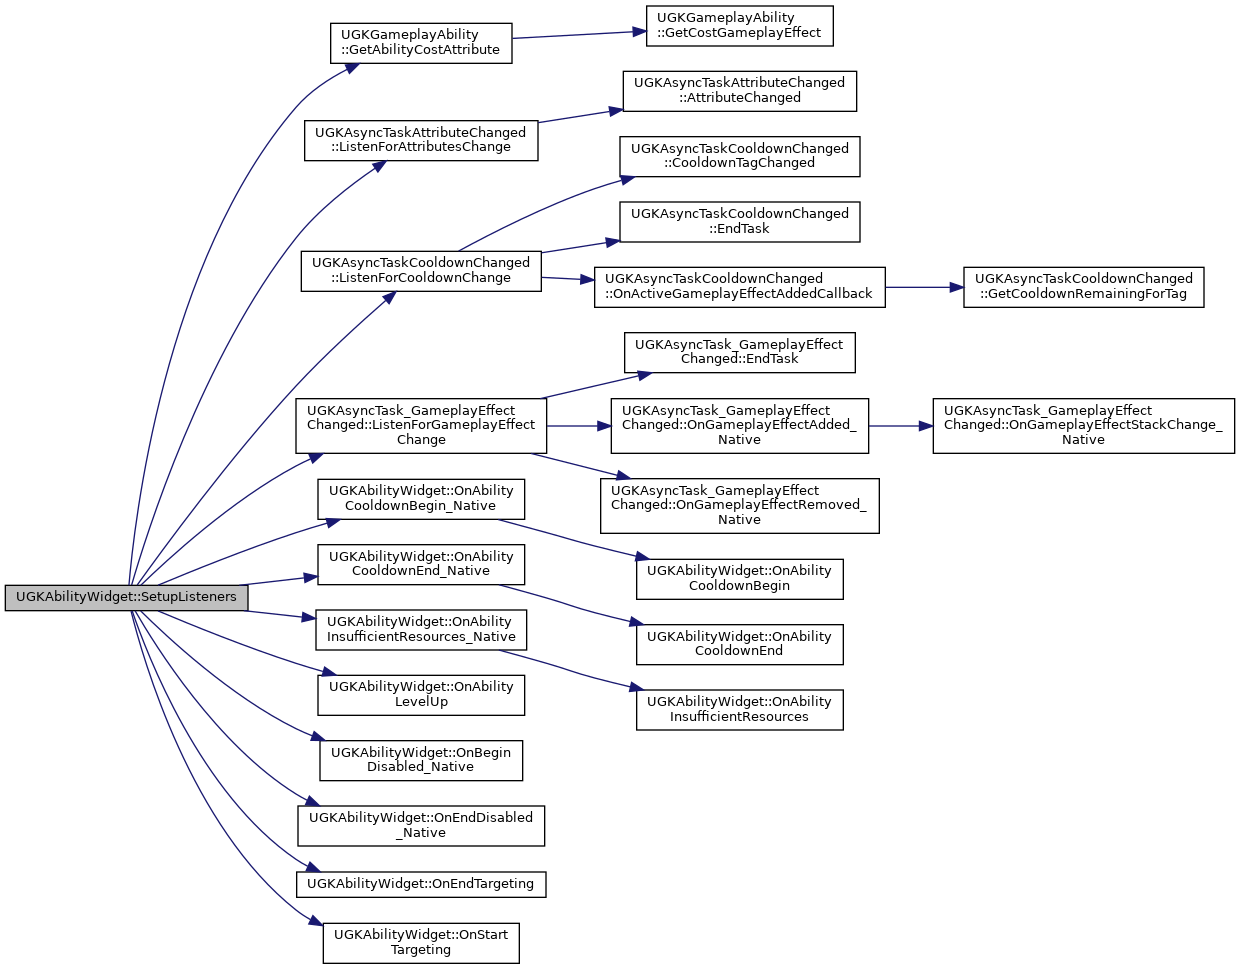 UGKAbilityWidget::SetupListeners
UGKGameplayAbility
::GetAbilityCostAttribute
UGKGameplayAbility
::GetCostGameplayEffect
UGKAsyncTaskAttributeChanged
::ListenForAttributesChange
UGKAsyncTaskAttributeChanged
::AttributeChanged
UGKAsyncTaskCooldownChanged
::ListenForCooldownChange
UGKAsyncTaskCooldownChanged
::CooldownTagChanged
UGKAsyncTaskCooldownChanged
::EndTask
UGKAsyncTaskCooldownChanged
::OnActiveGameplayEffectAddedCallback
UGKAsyncTaskCooldownChanged
::GetCooldownRemainingForTag
UGKAsyncTask_GameplayEffect
Changed::ListenForGameplayEffect
Change
UGKAsyncTask_GameplayEffect
Changed::EndTask
UGKAsyncTask_GameplayEffect
Changed::OnGameplayEffectAdded_
Native
UGKAsyncTask_GameplayEffect
Changed::OnGameplayEffectStackChange_
Native
UGKAsyncTask_GameplayEffect
Changed::OnGameplayEffectRemoved_
Native
UGKAbilityWidget::OnAbility
CooldownBegin_Native
UGKAbilityWidget::OnAbility
CooldownBegin
UGKAbilityWidget::OnAbility
CooldownEnd_Native
UGKAbilityWidget::OnAbility
CooldownEnd
UGKAbilityWidget::OnAbility
InsufficientResources_Native
UGKAbilityWidget::OnAbility
InsufficientResources
UGKAbilityWidget::OnAbility
LevelUp
UGKAbilityWidget::OnBegin
Disabled_Native
UGKAbilityWidget::OnEndDisabled
_Native
UGKAbilityWidget::OnEndTargeting
UGKAbilityWidget::OnStart
Targeting